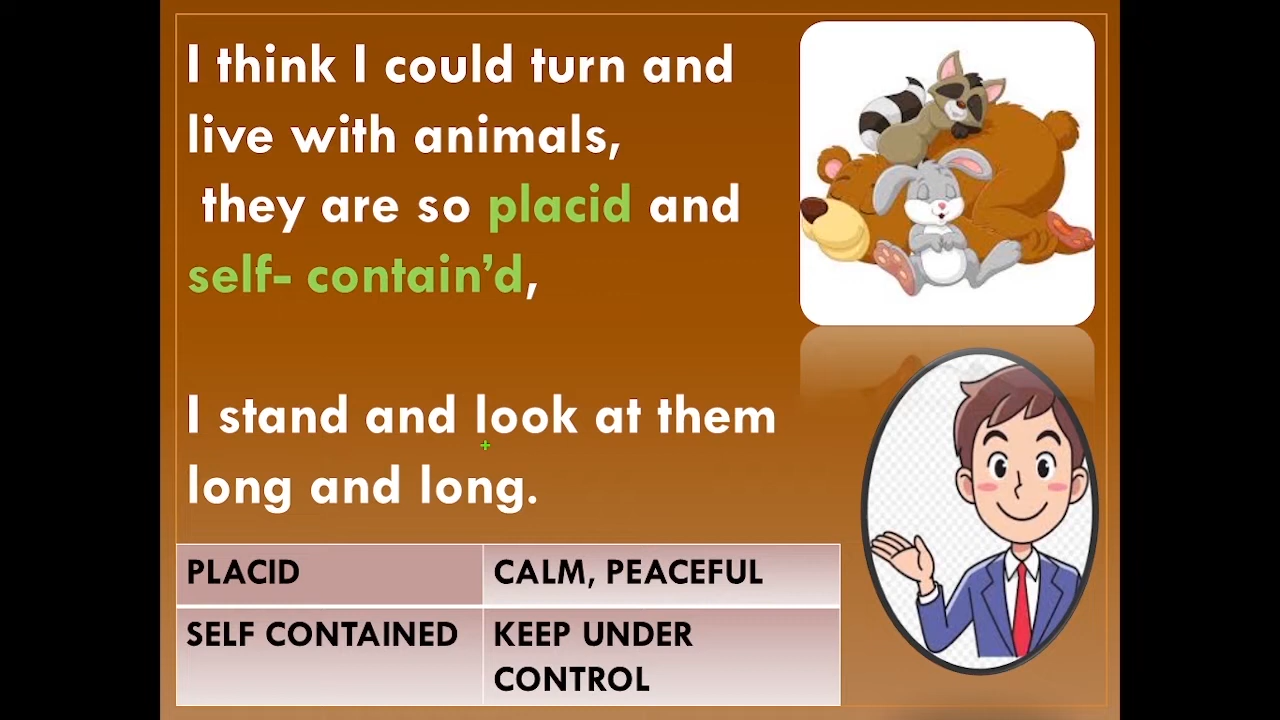 I think I could turn and
live with animals,
they are so placid and
self- contain’d,
I stand and look at them
long and long.
PLACID
CALM, PEACEFUL
SELF CONTAINED
KEEP UNDER
CONTROL